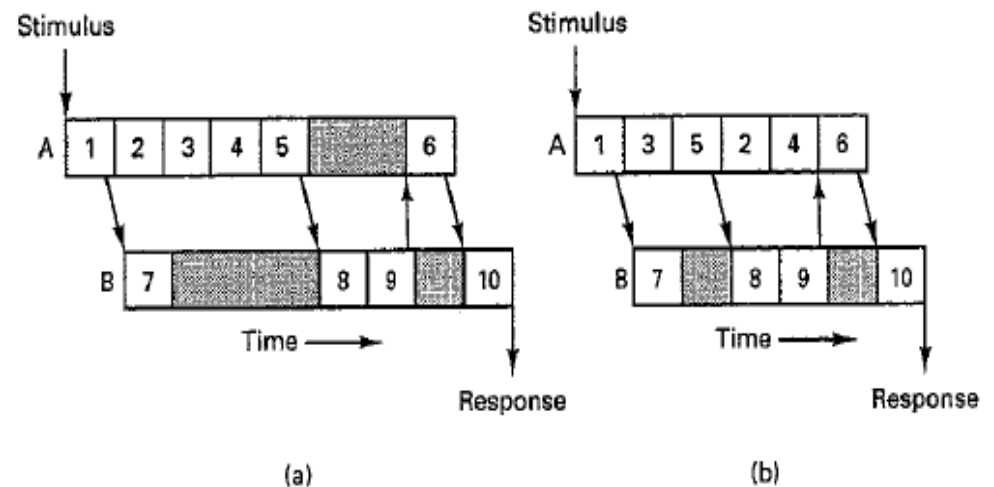 Stimulus
A 1 2 3 4 5 6
B 7 8 9 10
Time
Response
(a)
Stimulus
A 1 3 5 2 4 6
B 7 8 9 10
Time
Response
(b)